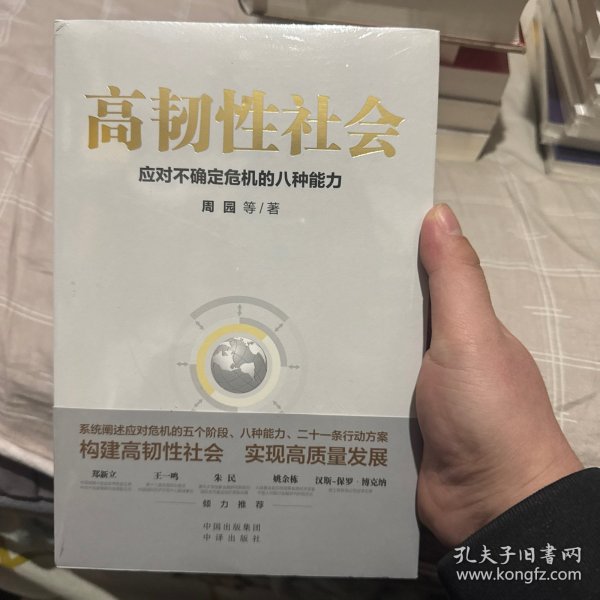 高韧性社会
应对不确定危机的八种能力
周园 等/著
系统阐述应对危机的五个阶段、八种能力、二十一条行动方案
构建高韧性社会 实现高质量发展
郑新立 王一鸣 朱民 姚余栋 汉斯-保罗·博克纳
倾力推荐
中国出版集团
中译出版社
孔夫子旧书网
www.kongfz.com